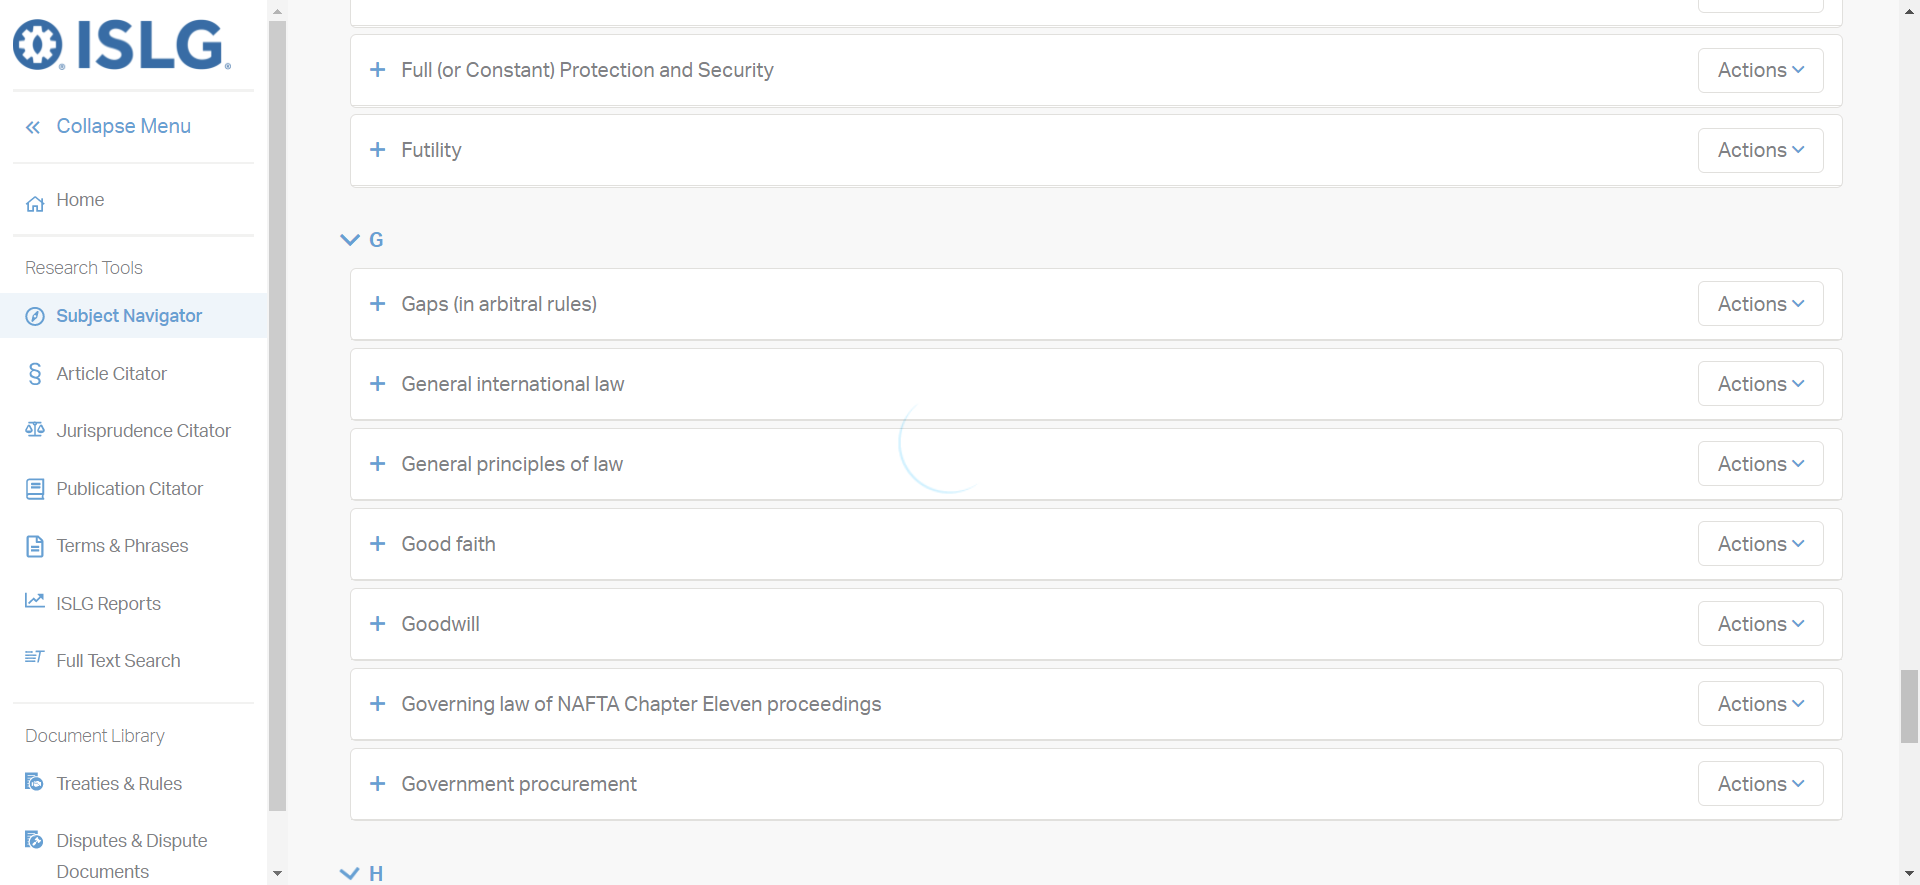 ISLG
Collapse Menu
Home
Research Tools
Subject Navigator
Article Citator
Jurisprudence Citator
Publication Citator
Terms & Phrases
ISLG Reports
Full Text Search
Document Library
Treaties & Rules
Disputes & Dispute
Documents
Full (or Constant) Protection and Security
Actions
Futility
Actions
G
Gaps (in arbitral rules)
Actions
General international law
Actions
General principles of law
Actions
Good faith
Actions
Goodwill
Actions
Governing law of NAFTA Chapter Eleven proceedings
Actions
Government procurement
Actions
H